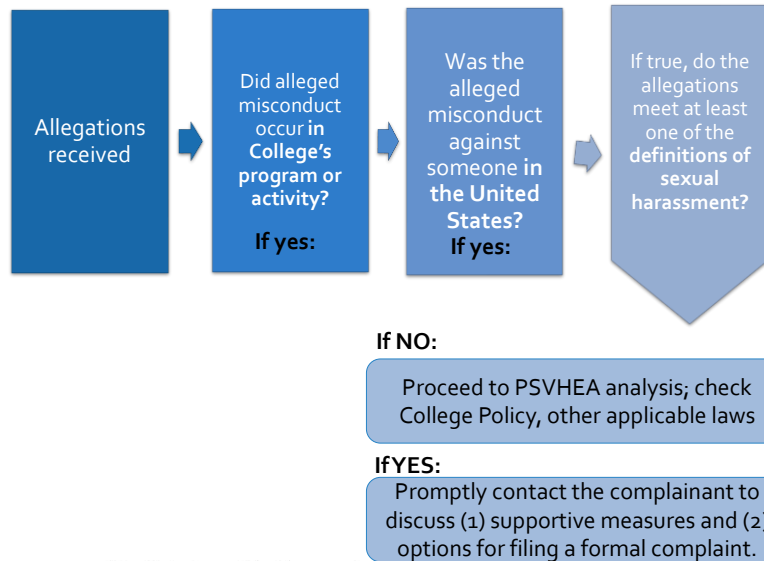 Allegations
received
Did alleged
misconduct
occur in
College's
program or
activity?
If yes:
Was the
alleged
misconduct
against
someone in
the United
States?
If yes:
If true, do the
allegations
meet at least
one of the
definitions of
sexual
harassment?
If NO:
Proceed to PSVHEA analysis; check
College Policy, other applicable laws
If YES:
Promptly contact the complainant to
discuss (1) supportive measures and (2)
options for filing a formal complaint.